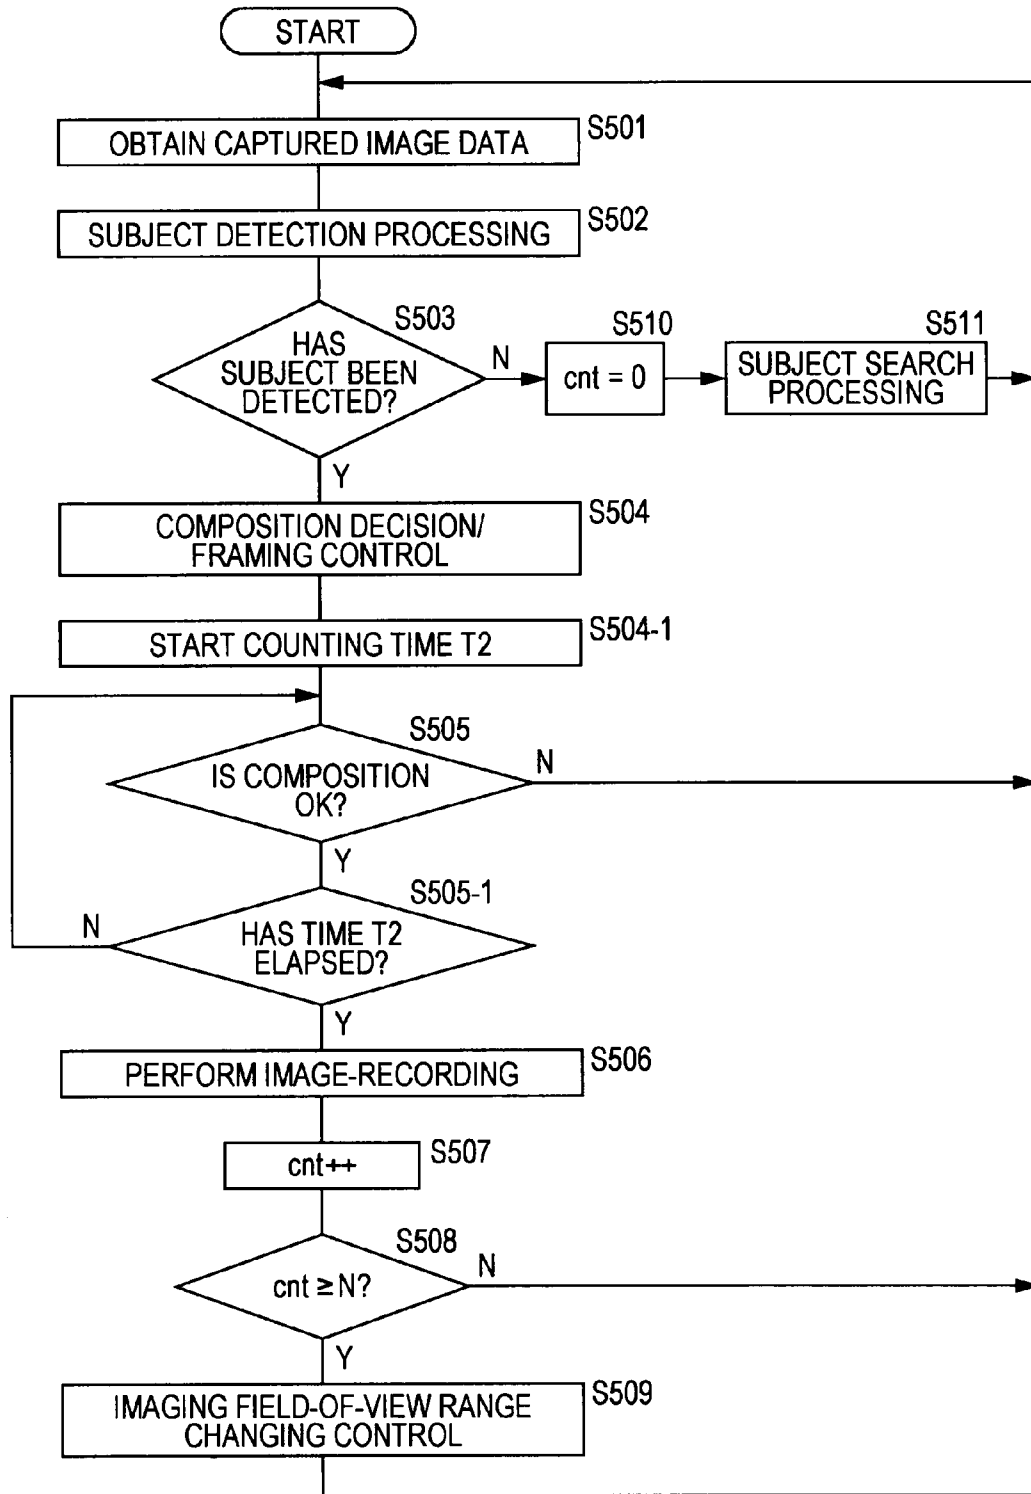 START
OBTAIN CAPTURED IMAGE DATA
S501
SUBJECT DETECTION PROCESSING
S502
S503
HAS
SUBJECT BEEN
DETECTED?
N
S510
cnt = 0
S511
SUBJECT SEARCH
PROCESSING
Y
COMPOSITION DECISION/
FRAMING CONTROL
S504
START COUNTING TIME T2
S504-1
S505
IS COMPOSITION
OK?
N
Y
S505-1
HAS TIME T2
ELAPSED?
N
Y
PERFORM IMAGE-RECORDING
S506
cnt++
S507
S508
cnt ≥ N?
N
Y
IMAGING FIELD-OF-VIEW RANGE
CHANGING CONTROL
S509